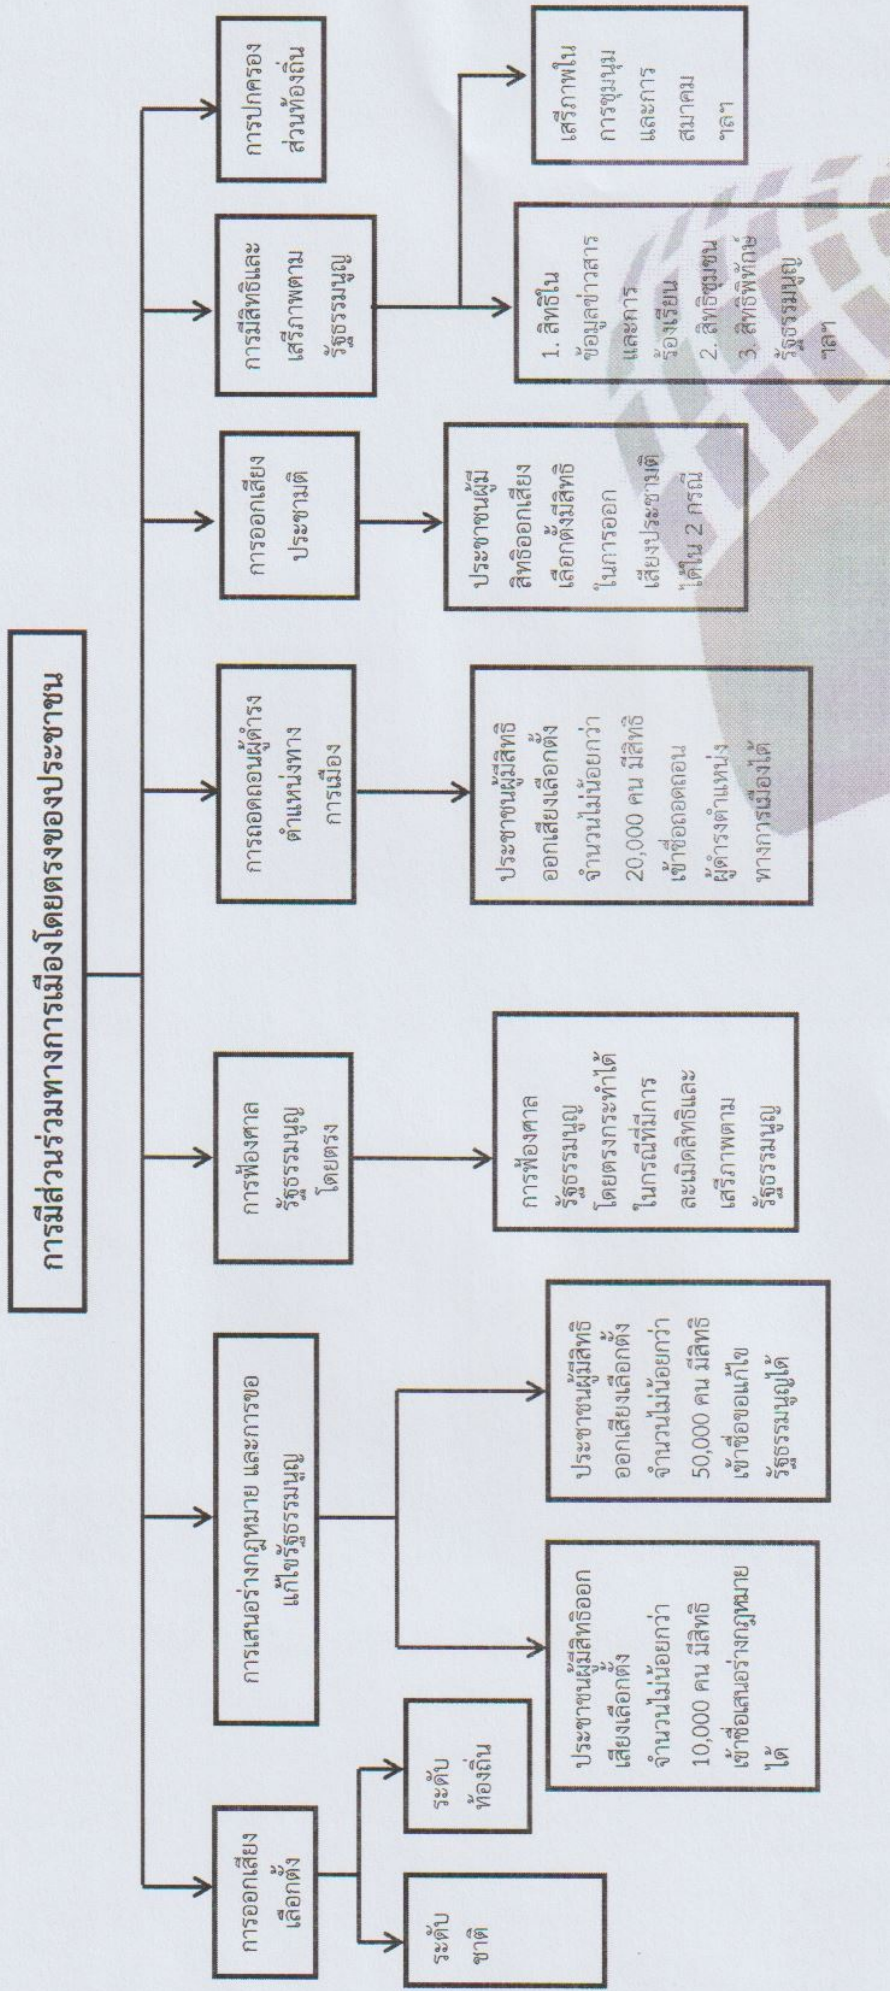 การมีส่วนร่วมทางการเมืองโดยตรงของประชาชน
การออกเสียง
เลือกตั้ง
ระดับ
ชาติ
ระดับ
ท้องถิ่น
การเสนอร่างกฎหมาย และการขอ
แก้ไขรัฐธรรมนูญ
ประชาชนผู้มีสิทธิออก
เสียงเลือกตั้ง
จำนวนไม่น้อยกว่า
10,000 คน มีสิทธิ
เข้าชื่อเสนอร่างกฎหมาย
ได้
ประชาชนผู้มีสิทธิ
ออกเสียงเลือกตั้ง
จำนวนไม่น้อยกว่า
50,000 คน มีสิทธิ
เข้าชื่อขอแก้ไข
รัฐธรรมนูญได้
การฟ้องศาล
รัฐธรรมนูญ
โดยตรง
การฟ้องศาล
รัฐธรรมนูญ
โดยตรงกระทำได้
ในกรณีที่มีการ
ละเมิดสิทธิและ
เสรีภาพตาม
รัฐธรรมนูญ
การถอดถอนผู้ดำรง
ตำแหน่งทาง
การเมือง
ประชาชนผู้มีสิทธิ
ออกเสียงเลือกตั้ง
จำนวนไม่น้อยกว่า
20,000 คน มีสิทธิ
เข้าชื่อถอดถอน
ผู้ดำรงตำแหน่ง
ทางการเมืองได้
การออกเสียง
ประชามติ
ประชาชนผู้มี
สิทธิออกเสียง
เลือกตั้งมีสิทธิ
ในการออก
เสียงประชามติ
ได้ใน 2 กรณี
การมีสิทธิและ
เสรีภาพตาม
รัฐธรรมนูญ
1. สิทธิใน
ข้อมูลข่าวสาร
และการ
ร้องเรียน
2. สิทธิชุมชน
3. สิทธิพิทักษ์
รัฐธรรมนูญ
ฯลฯ
เสรีภาพใน
การชุมนุม
และการ
สมาคม
ฯลฯ
การปกครอง
ส่วนท้องถิ่น